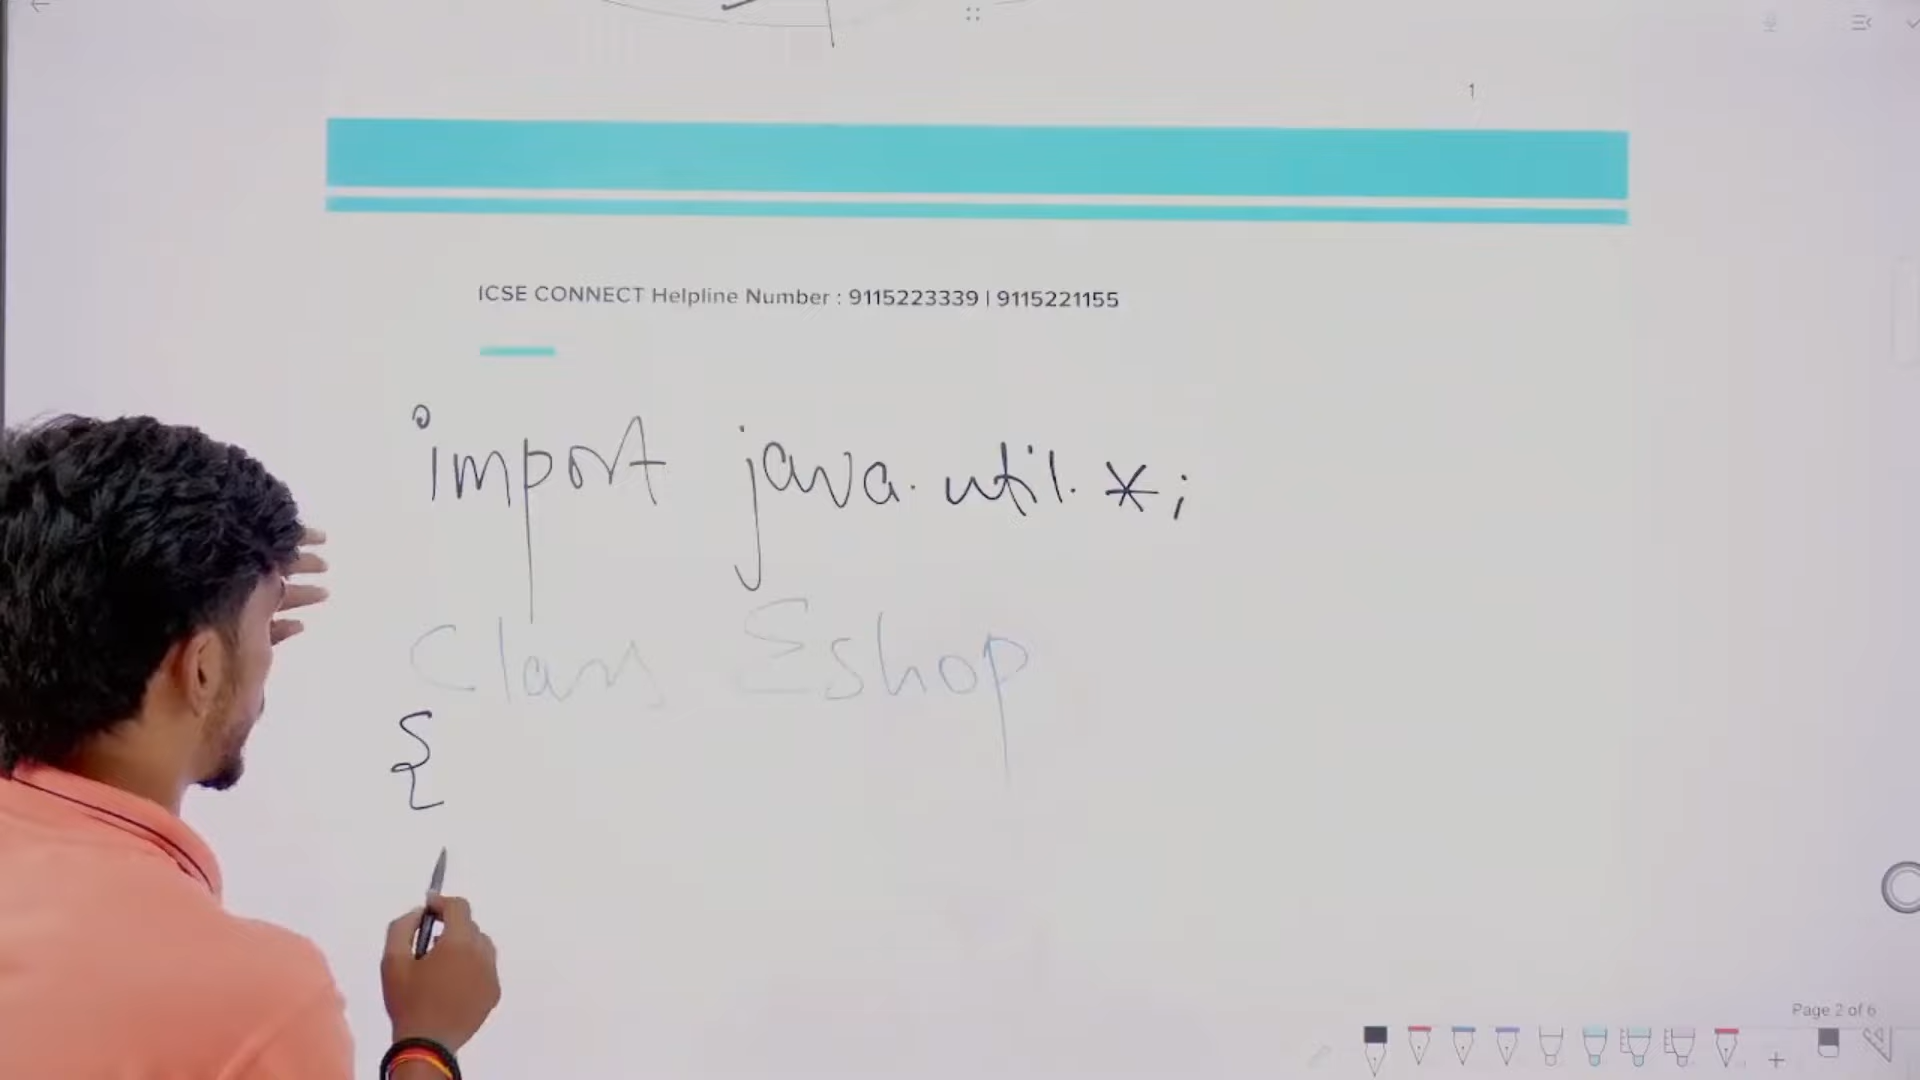 1
ICSE CONNECT Helpline Number : 9115223339 | 9115221155
import java.util.*;
Class Eshop
{
Page 2 of 6